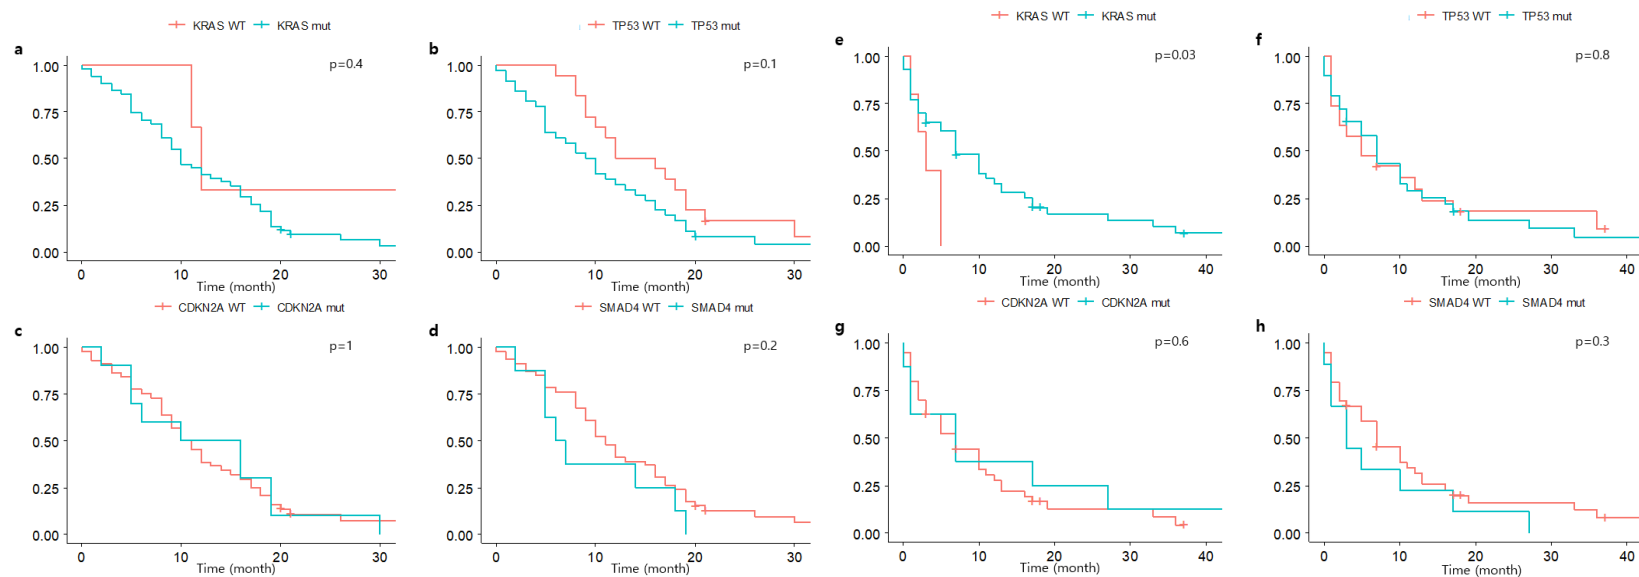 a
KRAS WT KRAS mut
p=0.4
1.00
0.75
0.50
0.25
0.00
0 10 20 30
Time (month)
b
TP53 WT TP53 mut
p=0.1
1.00
0.75
0.50
0.25
0.00
0 10 20 30
Time (month)
e
KRAS WT KRAS mut
p=0.03
1.00
0.75
0.50
0.25
0.00
0 10 20 30 40
Time (month)
f
TP53 WT TP53 mut
p=0.8
1.00
0.75
0.50
0.25
0.00
0 10 20 30 40
Time (month)
c
CDKN2A WT CDKN2A mut
p=1
1.00
0.75
0.50
0.25
0.00
0 10 20 30
Time (month)
d
SMAD4 WT SMAD4 mut
p=0.2
1.00
0.75
0.50
0.25
0.00
0 10 20 30
Time (month)
g
CDKN2A WT CDKN2A mut
p=0.6
1.00
0.75
0.50
0.25
0.00
0 10 20 30 40
Time (month)
h
SMAD4 WT SMAD4 mut
p=0.3
1.00
0.75
0.50
0.25
0.00
0 10 20 30 40
Time (month)